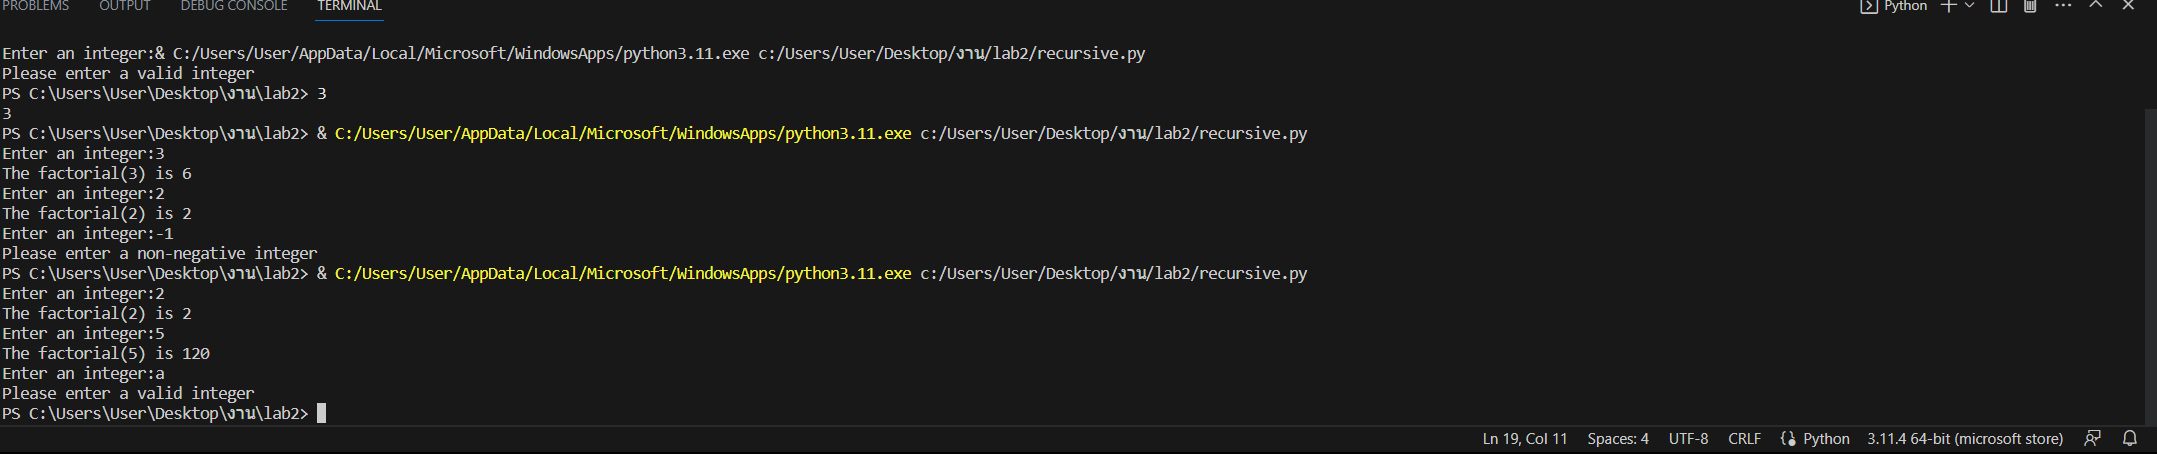 PROBLEMS OUTPUT DEBUG CONSOLE TERMINAL Python
Enter an integer:& C:/Users/User/AppData/Local/Microsoft/WindowsApps/python3.11.exe c:/Users/User/Desktop/งาน/lab2/recursive.py
Please enter a valid integer
PS C:\Users\User\Desktop\งาน\lab2> 3
3
PS C:\Users\User\Desktop\งาน\lab2> & C:/Users/User/AppData/Local/Microsoft/WindowsApps/python3.11.exe c:/Users/User/Desktop/งาน/lab2/recursive.py
Enter an integer:3
The factorial(3) is 6
Enter an integer:2
The factorial(2) is 2
Enter an integer:-1
Please enter a non-negative integer
PS C:\Users\User\Desktop\งาน\lab2> & C:/Users/User/AppData/Local/Microsoft/WindowsApps/python3.11.exe c:/Users/User/Desktop/งาน/lab2/recursive.py
Enter an integer:2
The factorial(2) is 2
Enter an integer:5
The factorial(5) is 120
Enter an integer:a
Please enter a valid integer
PS C:\Users\User\Desktop\งาน\lab2>
Ln 19, Col 11 Spaces: 4 UTF-8 CRLF Python 3.11.4 64-bit (microsoft store)